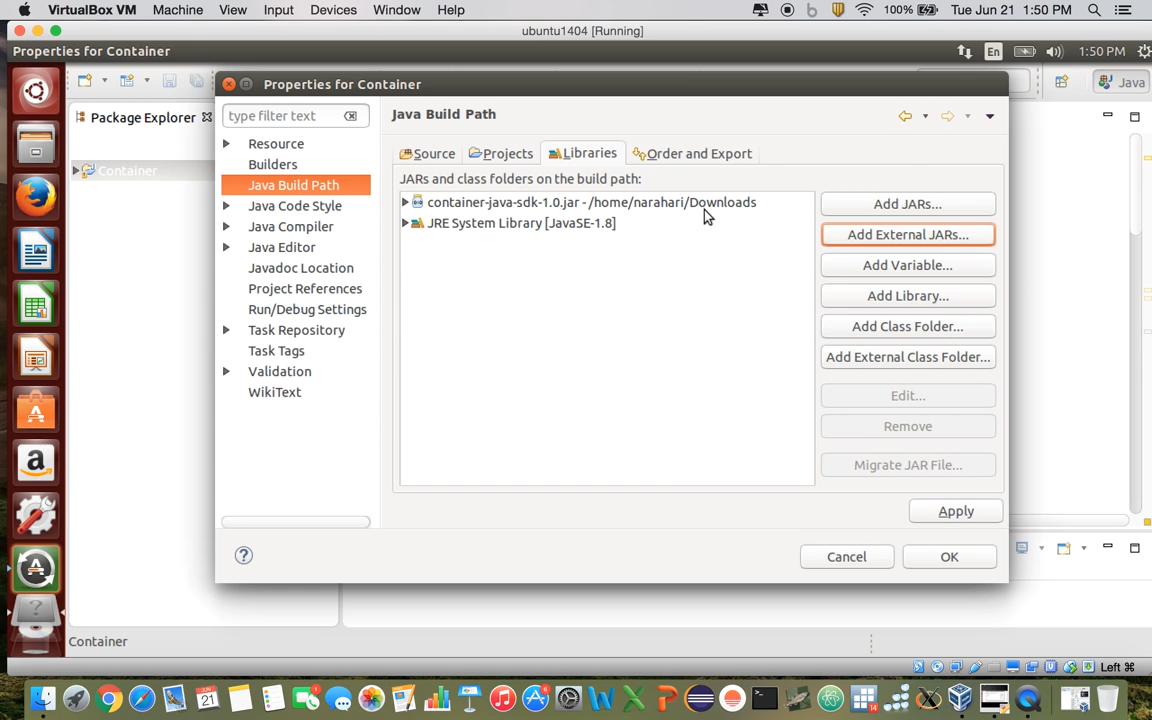 VirtualBox VM Machine View Input Devices Window Help 100% Tue Jun 21 1:50 PM
ubuntu1404 [Running]
Properties for Container En 1:50 PM
Properties for Container
Java
Package Explorer
Container
type filter text
Resource
Builders
Java Build Path
Java Code Style
Java Compiler
Java Editor
Javadoc Location
Project References
Run/Debug Settings
Task Repository
Task Tags
Validation
WikiText
Java Build Path
Source Projects Libraries Order and Export
JARs and class folders on the build path:
container-java-sdk-1.0.jar - /home/narahari/Downloads
JRE System Library [JavaSE-1.8]
Add JARs...
Add External JARs...
Add Variable...
Add Library...
Add Class Folder...
Add External Class Folder...
Edit...
Remove
Migrate JAR File...
Apply
Cancel OK
Container
Left ⌘